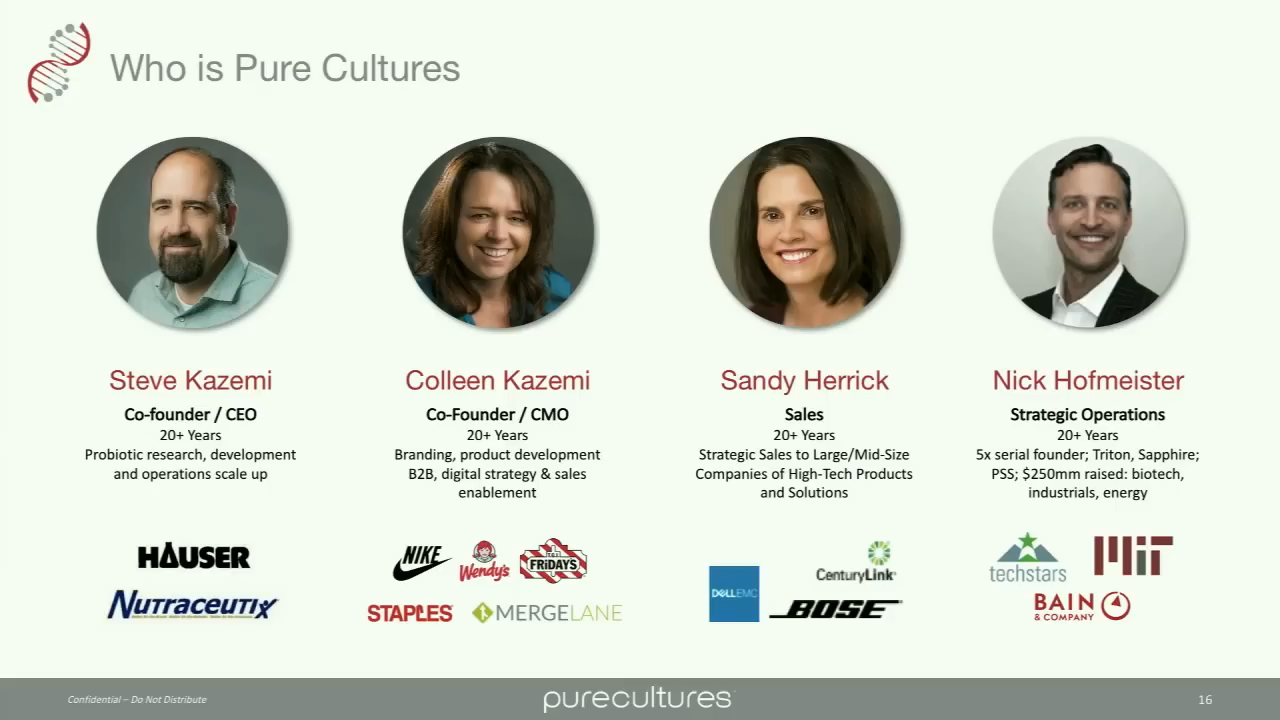 Who is Pure Cultures
Steve Kazemi
Co-founder / CEO
20+ Years
Probiotic research, development
and operations scale up
HAUSER
NUTRACEUTIX
Colleen Kazemi
Co-Founder / CMO
20+ Years
Branding, product development
B2B, digital strategy & sales
enablement
NIKE
Wendy's
T.G.I.
FRiDAY'S
STAPLES
MERGELANE
Sandy Herrick
Sales
20+ Years
Strategic Sales to Large/Mid-Size
Companies of High-Tech Products
and Solutions
CenturyLink
DELLEMC
BOSE
Nick Hofmeister
Strategic Operations
20+ Years
5x serial founder; Triton, Sapphire;
PSS; $250mm raised: biotech,
industrials, energy
techstars
MIT
BAIN
& COMPANY
Confidential – Do Not Distribute
purecultures
16